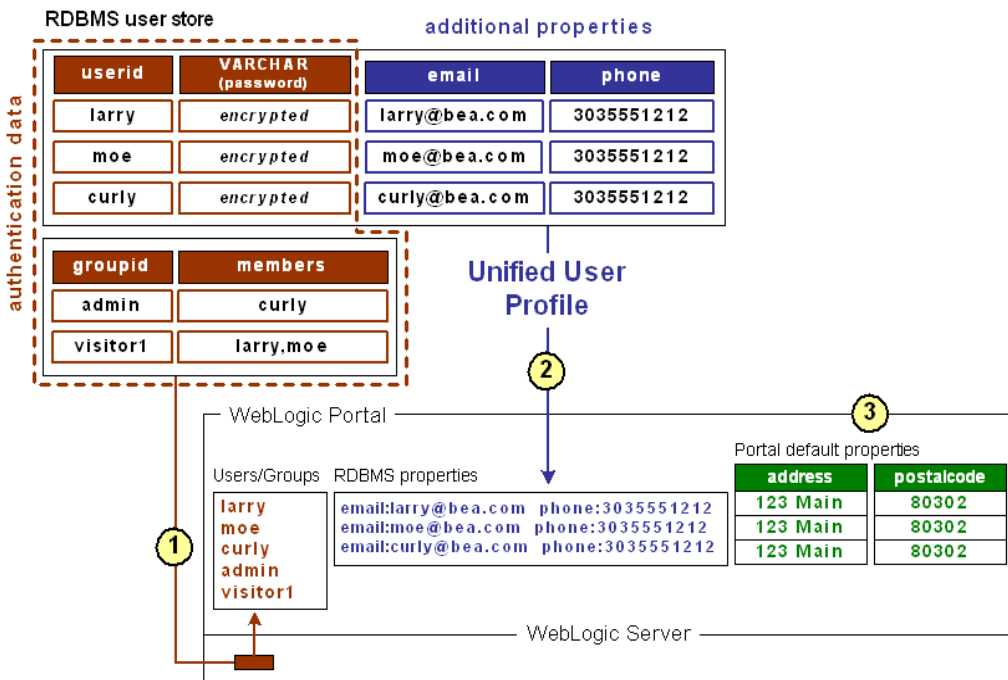 RDBMS user store
additional properties
authentication data
userid VARCHAR (password) email phone
larry encrypted larry@bea.com 3035551212
moe encrypted moe@bea.com 3035551212
curly encrypted curly@bea.com 3035551212
groupid members
admin curly
visitor1 larry,moe
Unified User
Profile
2
WebLogic Portal
3
Users/Groups
larry
moe
curly
admin
visitor1
RDBMS properties
email:larry@bea.com phone:3035551212
email:moe@bea.com phone:3035551212
email:curly@bea.com phone:3035551212
Portal default properties
address postalcode
123 Main 80302
123 Main 80302
123 Main 80302
1
WebLogic Server